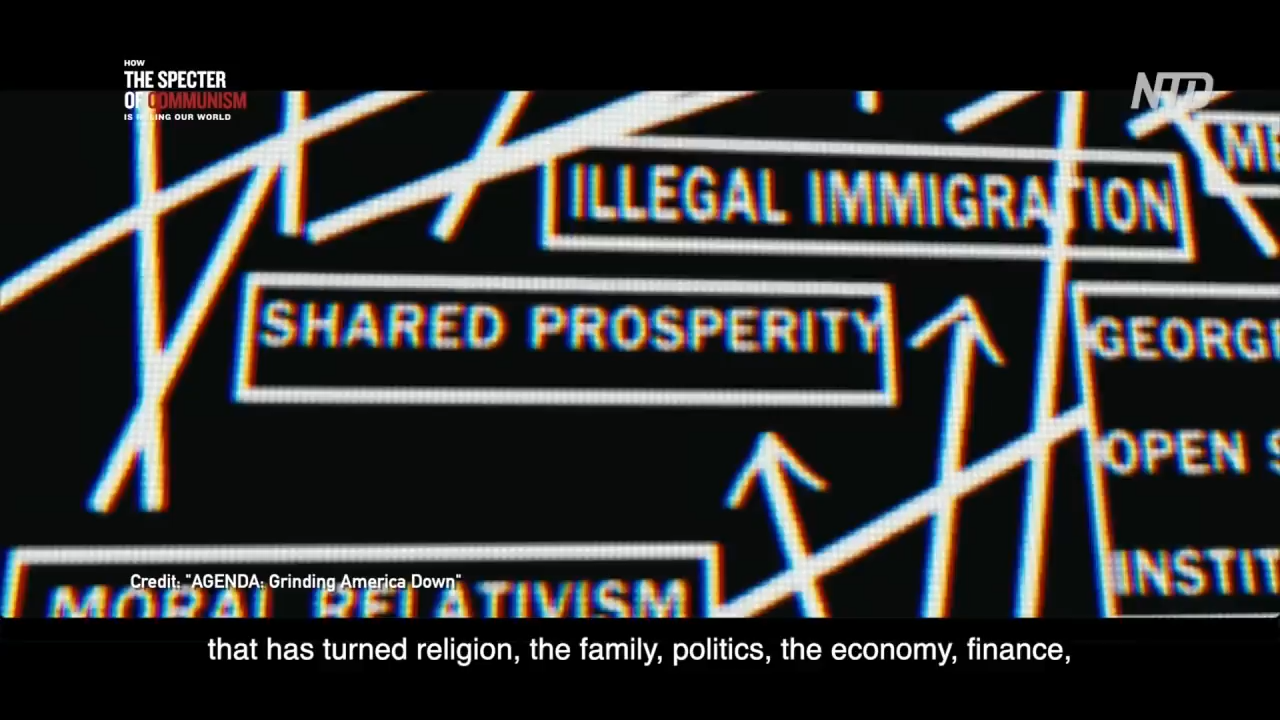 HOW
THE SPECTER
OF COMMUNISM
IS RULING OUR WORLD
NTD
ILLEGAL IMMIGRATION
SHARED PROSPERITY
GEORG
OPEN S
INSTIT
MORAL RELATIVISM
Credit: "AGENDA: Grinding America Down"
that has turned religion, the family, politics, the economy, finance,